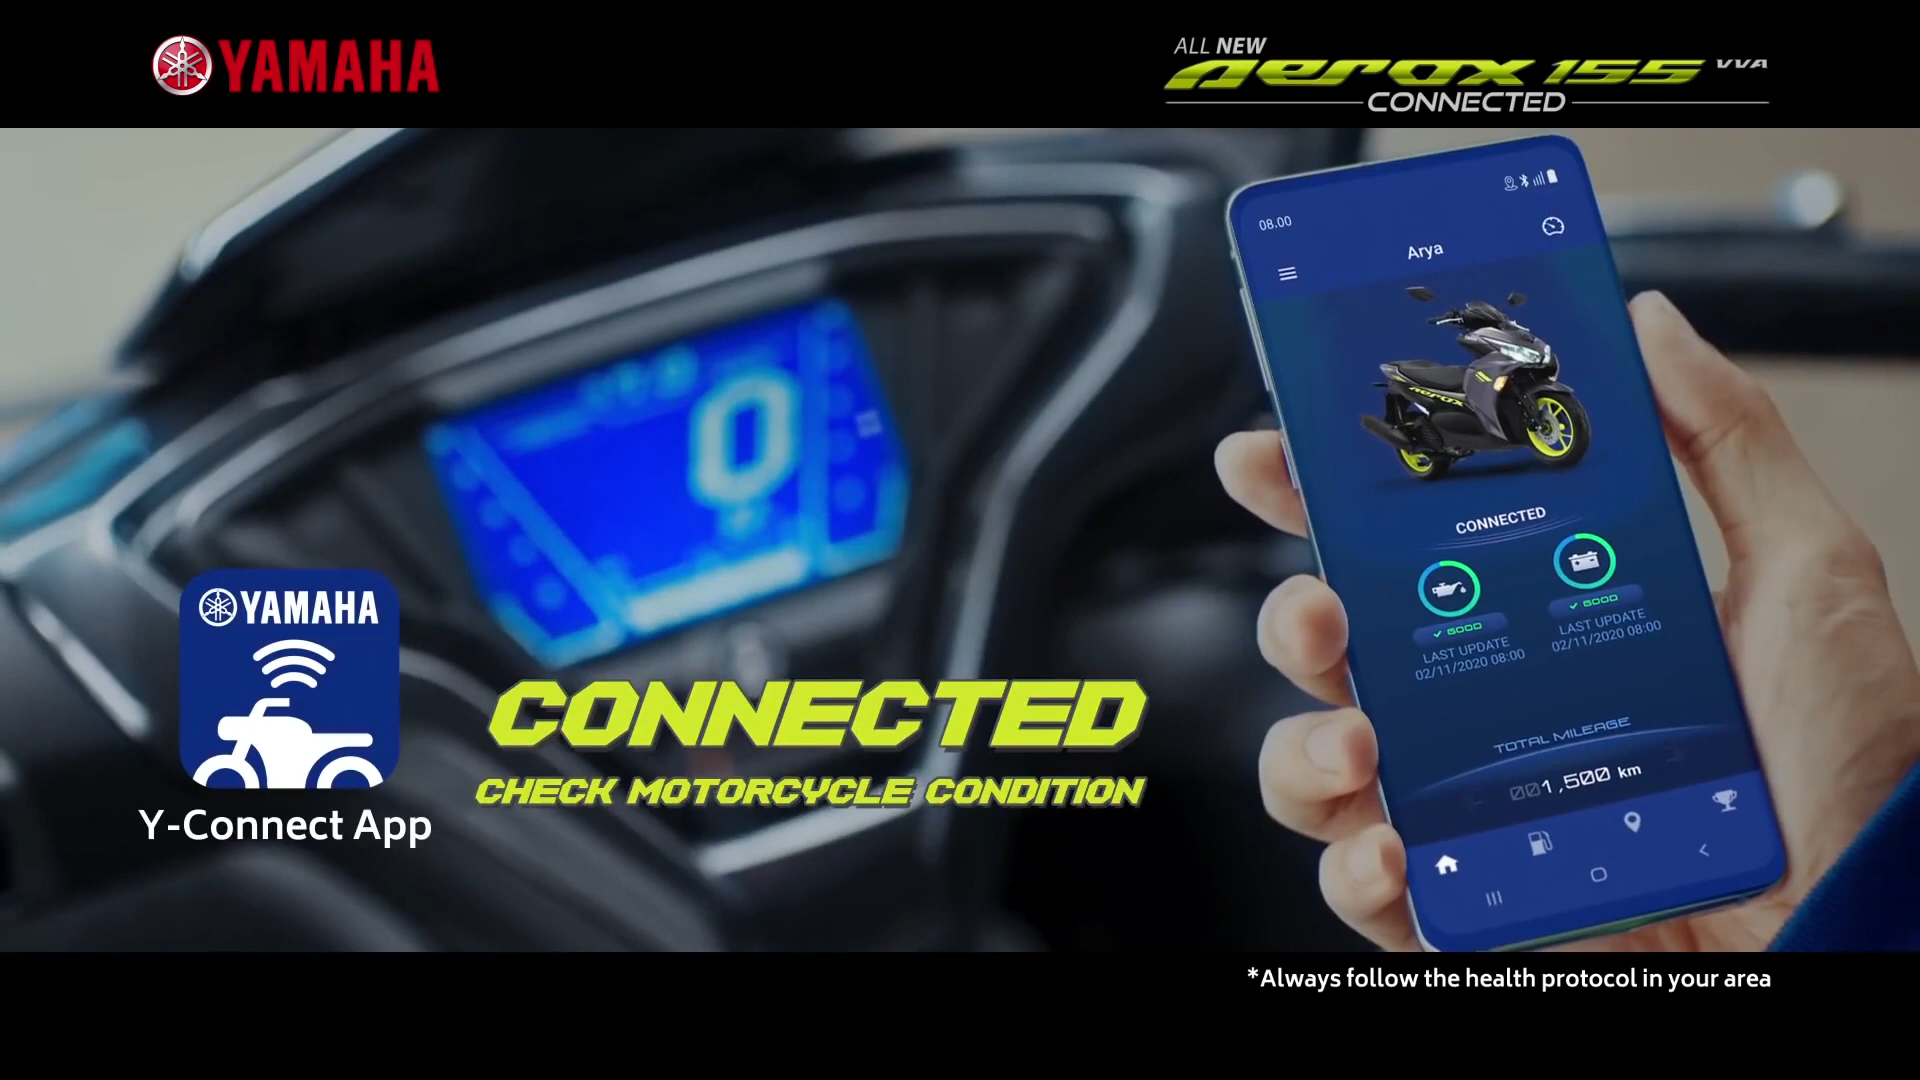 YAMAHA
ALL NEW
Aerox 155 VVA
CONNECTED
08.00
Arya
Aerox
0
CONNECTED
GOOD
GOOD
LAST UPDATE
02/11/2020 08:00
LAST UPDATE
02/11/2020 08:00
TOTAL MILEAGE
001,500 km
YAMAHA
Y-Connect App
CONNECTED
CHECK MOTORCYCLE CONDITION
*Always follow the health protocol in your area